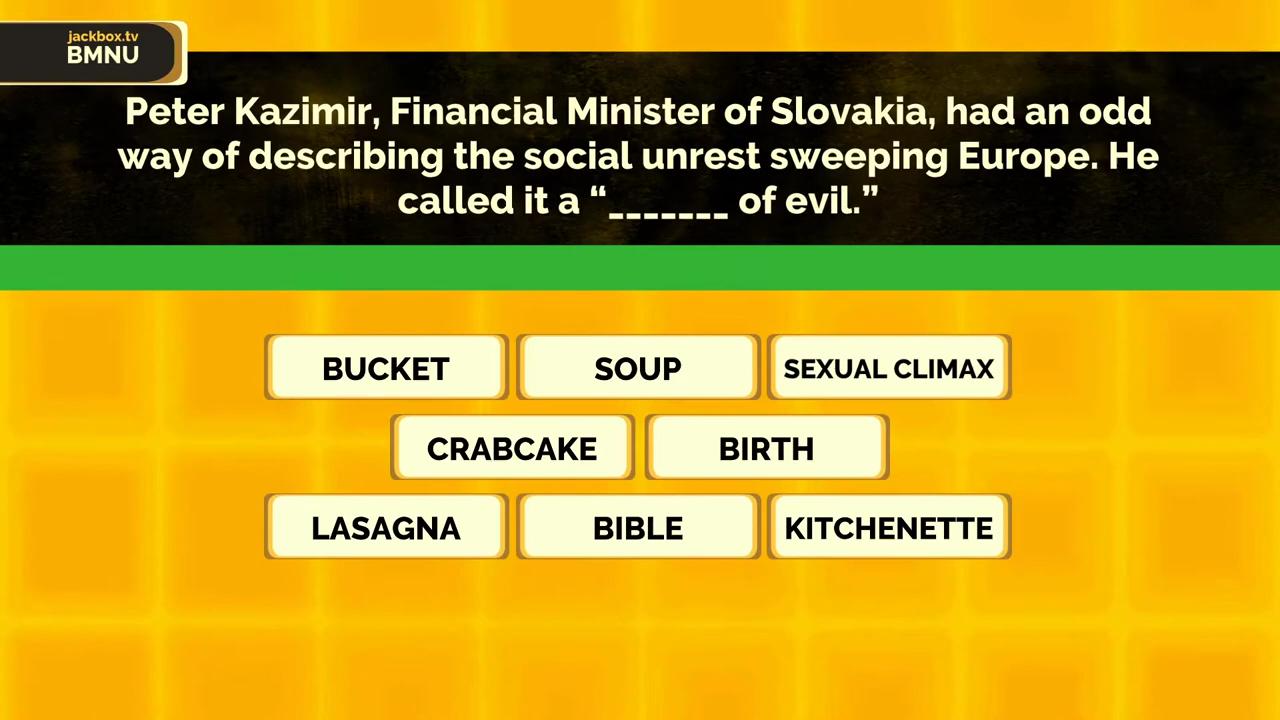 jackbox.tv
BMNU
Peter Kazimir, Financial Minister of Slovakia, had an odd
way of describing the social unrest sweeping Europe. He
called it a “_______ of evil.”
BUCKET
SOUP
SEXUAL CLIMAX
CRABCAKE
BIRTH
LASAGNA
BIBLE
KITCHENETTE